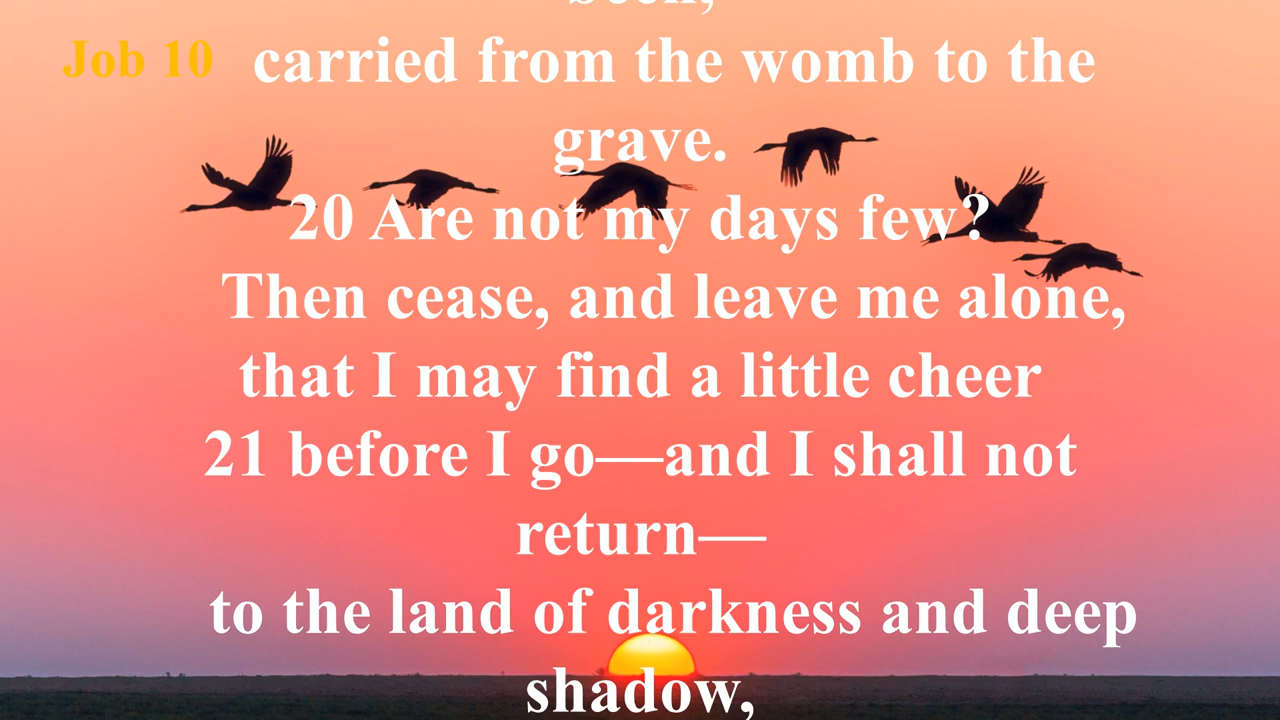 been,
Job 10
carried from the womb to the
grave.
20 Are not my days few?
Then cease, and leave me alone,
that I may find a little cheer
21 before I go—and I shall not
return—
to the land of darkness and deep
shadow,